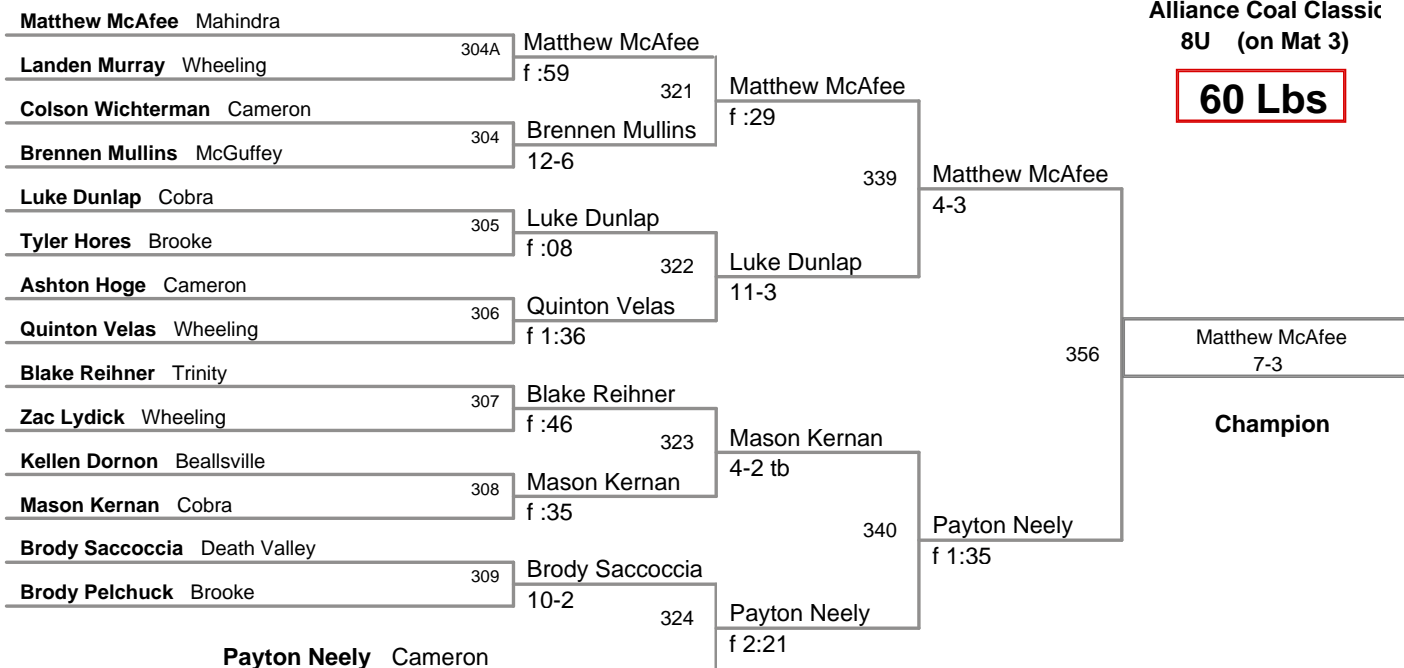 Alliance Coal Classic
8U (on Mat 3)
60 Lbs
Matthew McAfee Mahindra
304A
Landen Murray Wheeling
Matthew McAfee
f :59
321
Colson Wichterman Cameron
304
Brennen Mullins McGuffey
Brennen Mullins
12-6
Matthew McAfee
f :29
339
Luke Dunlap Cobra
305
Tyler Hores Brooke
Luke Dunlap
f :08
322
Ashton Hoge Cameron
306
Quinton Velas Wheeling
Quinton Velas
f 1:36
Luke Dunlap
11-3
Matthew McAfee
4-3
356
Blake Reihner Trinity
307
Zac Lydick Wheeling
Blake Reihner
f :46
323
Kellen Dornon Beallsville
308
Mason Kernan Cobra
Mason Kernan
f :35
Mason Kernan
4-2 tb
340
Brody Saccoccia Death Valley
309
Brody Pelchuck Brooke
Brody Saccoccia
10-2
324
Payton Neely Cameron
Payton Neely
f 2:21
Payton Neely
f 1:35
Matthew McAfee
7-3
Champion